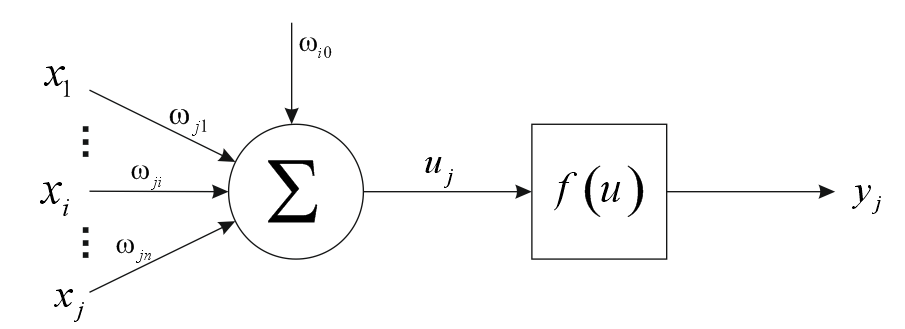 ω_{i0}
x_1
ω_{j1}
⋮
x_i
ω_{ji}
Σ
u_j
f(u)
y_j
⋮
ω_{jn}
x_j